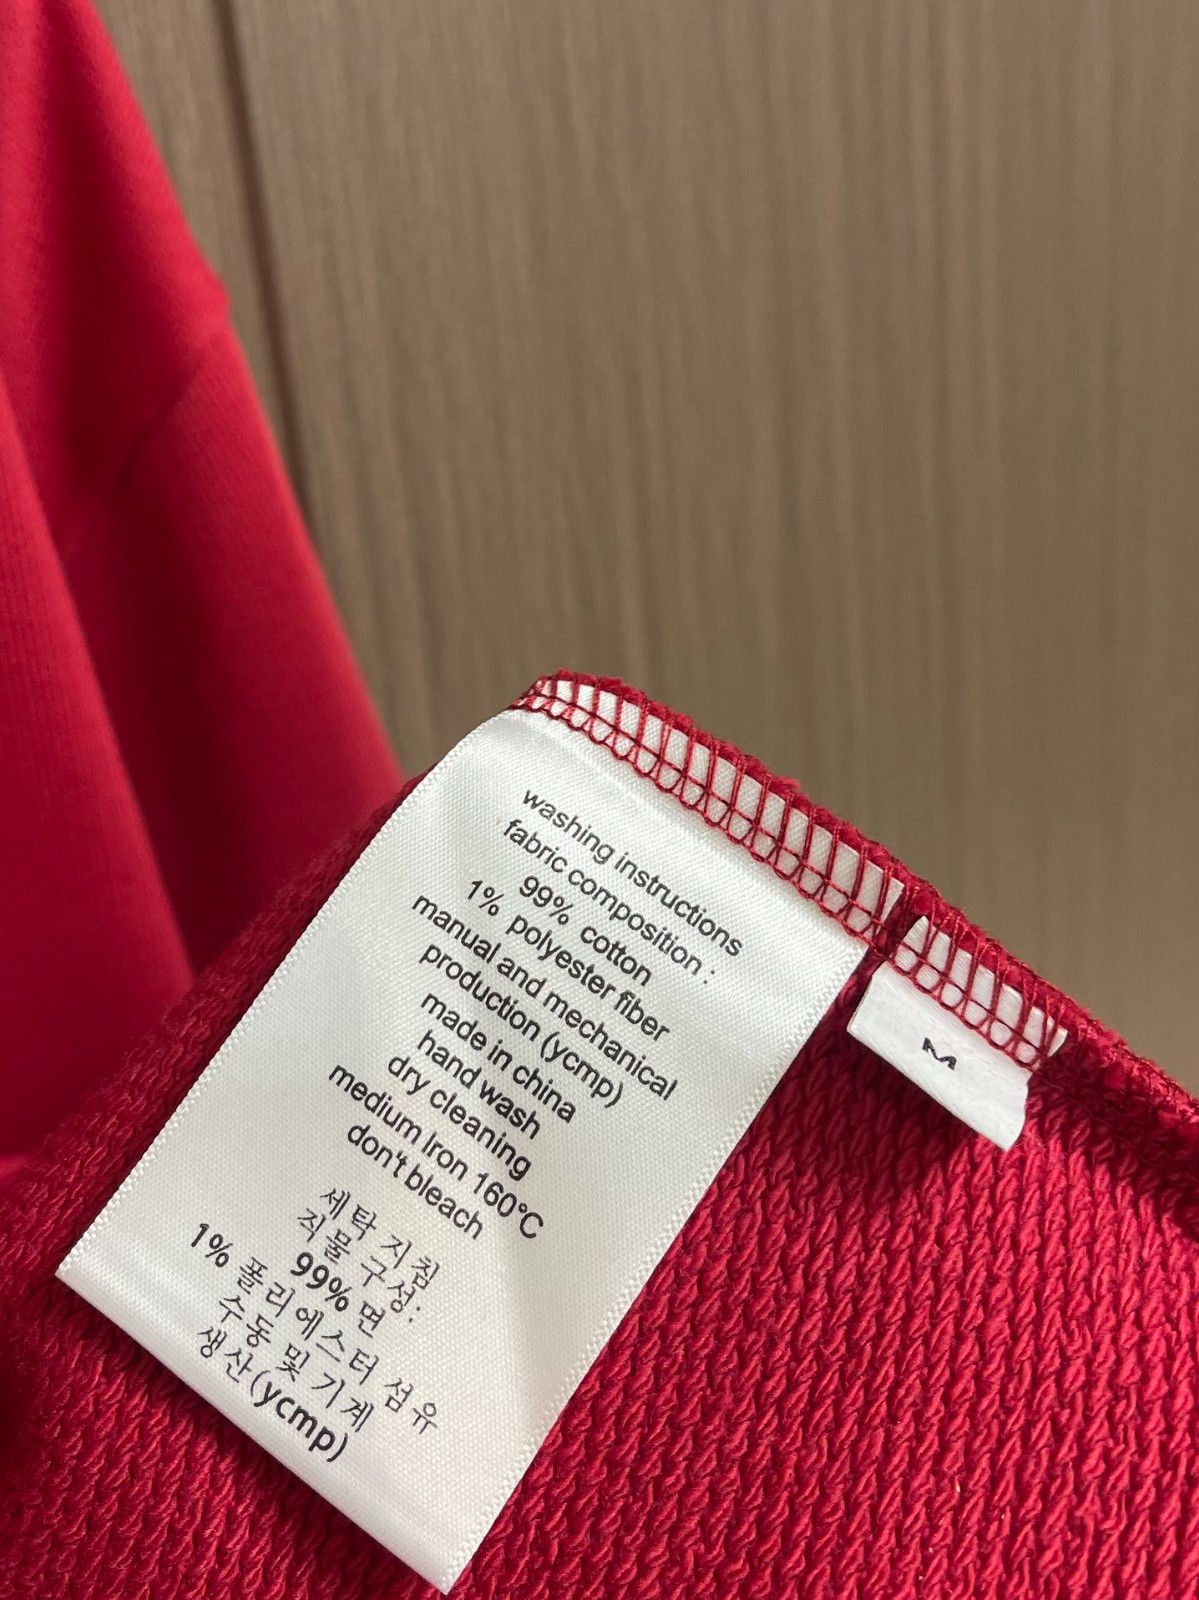 washing instructions
fabric composition :
99% cotton
1% polyester fiber
manual and mechanical
production (ycmp)
made in china
hand wash
dry cleaning
medium Iron 160°C
don't bleach
세탁 지침
직물 구성:
99% 면
1% 폴리에스터 섬유
수동 및 기계
생산(ycmp)
M